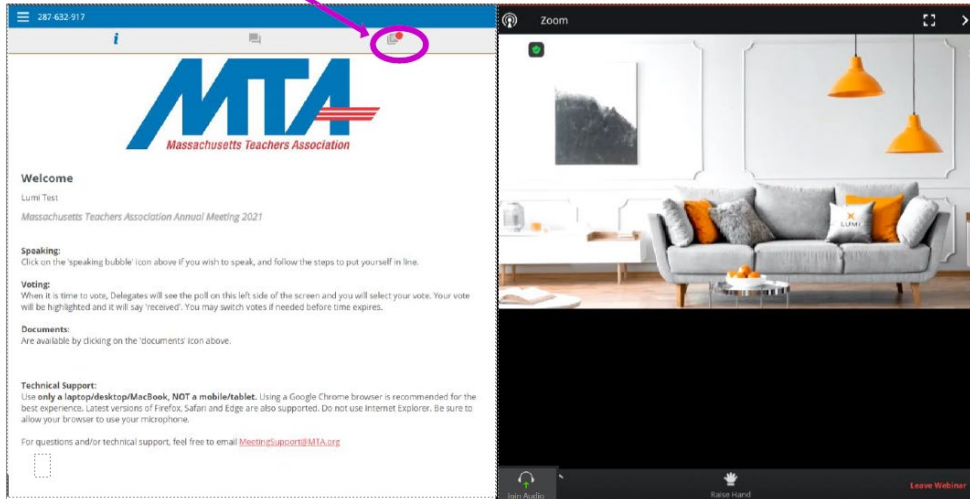 287-632-917
i
MTA
Massachusetts Teachers Association
Welcome
Lumi Test
Massachusetts Teachers Association Annual Meeting 2021
Speaking:
Click on the 'speaking bubble' icon above if you wish to speak, and follow the steps to put yourself in line.
Voting:
When it is time to vote, Delegates will see the poll on this left side of the screen and you will select your vote. Your vote
will be highlighted and it will say 'received'. You may switch votes if needed before time expires.
Documents:
Are available by clicking on the 'documents' icon above.
Technical Support:
Use only a laptop/desktop/MacBook, NOT a mobile/tablet. Using a Google Chrome browser is recommended for the
best experience. Latest versions of Firefox, Safari and Edge are also supported. Do not use Internet Explorer. Be sure to
allow your browser to use your microphone.
For questions and/or technical support, feel free to email MeetingSupport@MTA.org
Zoom
LUMI
Join Audio
Raise Hand
Leave Webinar